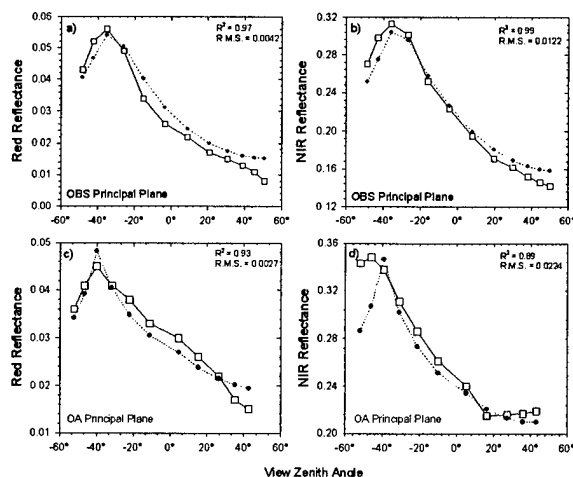 a)
R² = 0.97
R.M.S. = 0.0042
Red Reflectance
0.06
0.05
0.04
0.03
0.02
0.01
0.00
OBS Principal Plane
-60° -40° -20° 0° 20° 40° 60°
b)
R² = 0.99
R.M.S. = 0.0122
NIR Reflectance
0.32
0.28
0.24
0.20
0.16
0.12
OBS Principal Plane
-60° -40° -20° 0° 20° 40° 60°
c)
R² = 0.93
R.M.S. = 0.0027
Red Reflectance
0.05
0.04
0.03
0.02
0.01
OA Principal Plane
-60° -40° -20° 0° 20° 40° 60°
d)
R² = 0.89
R.M.S. = 0.0234
NIR Reflectance
0.36
0.32
0.28
0.24
0.20
OA Principal Plane
-60° -40° -20° 0° 20° 40° 60°
View Zenith Angle